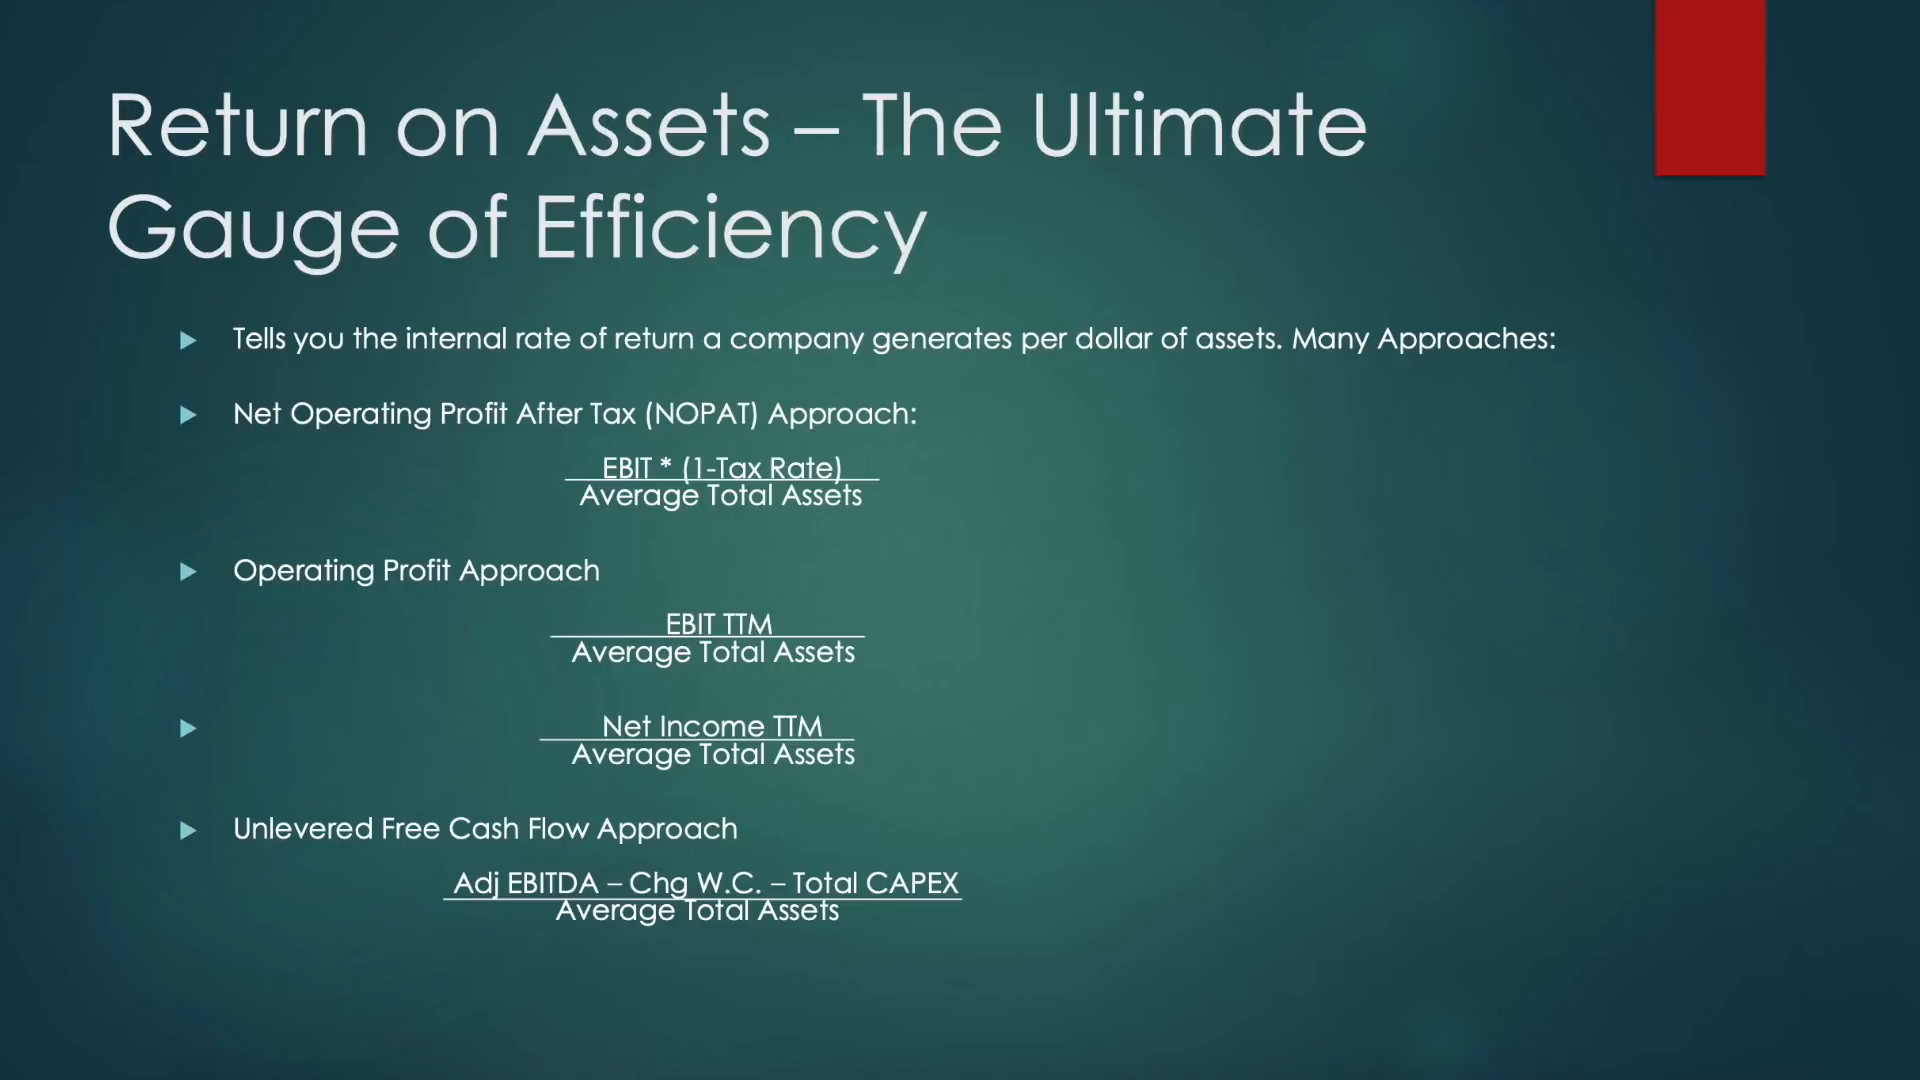 Return on Assets – The Ultimate
Gauge of Efficiency
Tells you the internal rate of return a company generates per dollar of assets. Many Approaches:
Net Operating Profit After Tax (NOPAT) Approach:
EBIT * (1-Tax Rate)
Average Total Assets
Operating Profit Approach
EBIT TTM
Average Total Assets
Net Income TTM
Average Total Assets
Unlevered Free Cash Flow Approach
Adj EBITDA – Chg W.C. – Total CAPEX
Average Total Assets